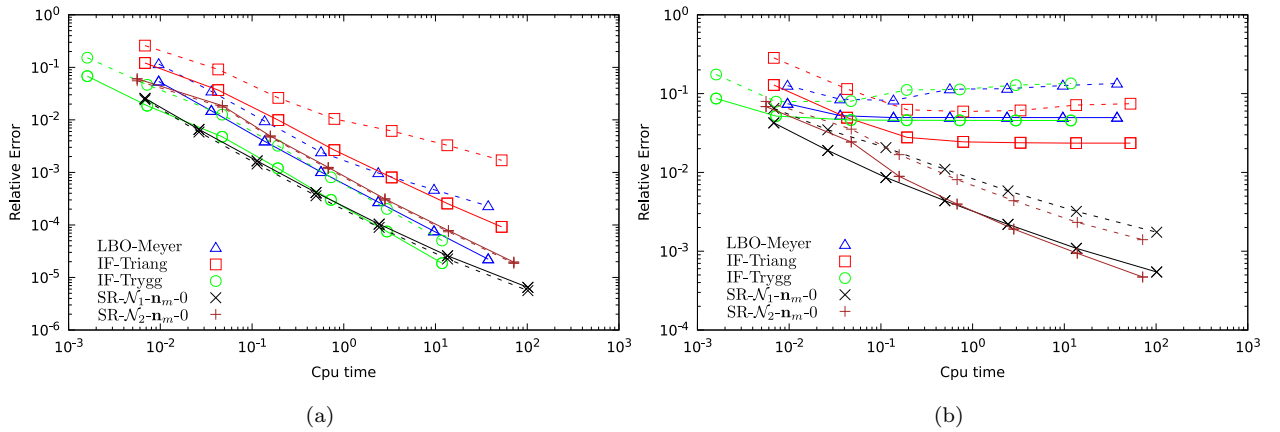 10^0
10^-1
10^-2
10^-3
10^-4
10^-5
10^-6
Relative Error
LBO-Meyer
IF-Triang
IF-Trygg
SR-𝒩₁-𝐧ₘ-0
SR-𝒩₂-𝐧ₘ-0
10^-3 10^-2 10^-1 10^0 10^1 10^2 10^3
Cpu time
(a)
10^0
10^-1
10^-2
10^-3
10^-4
Relative Error
LBO-Meyer
IF-Triang
IF-Trygg
SR-𝒩₁-𝐧ₘ-0
SR-𝒩₂-𝐧ₘ-0
10^-3 10^-2 10^-1 10^0 10^1 10^2 10^3
Cpu time
(b)